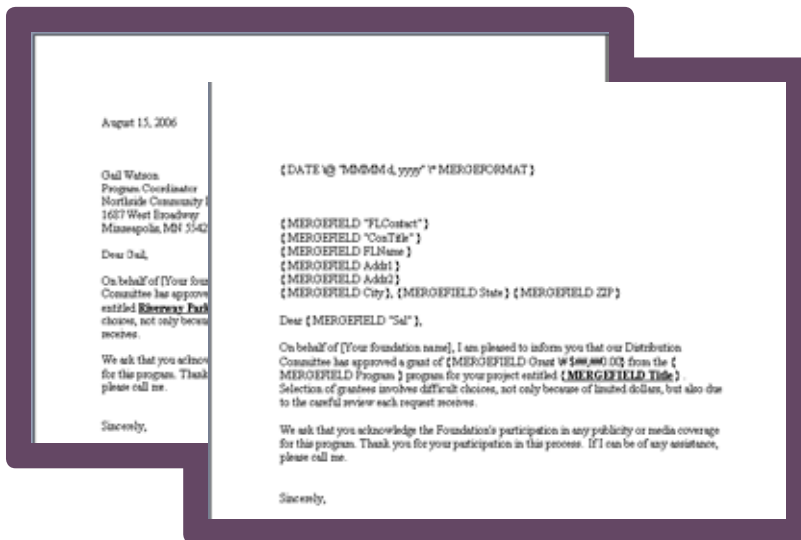 August 15, 2006
Gail Watson
Program Coordinator
Northside Community
1687 West Broadway
Minneapolis, MN 5542
Dear Gail,
On behalf of [Your foun
Committee has approve
entitled Riverway Park
choices, not only becau
receives.
We ask that you acknow
for this program. Thank
please call me.
Sincerely,
{ DATE \@ "MMMM d, yyyy" \* MERGEFORMAT }
{ MERGEFIELD "FLContact" }
{ MERGEFIELD "ConTitle" }
{ MERGEFIELD FLName }
{ MERGEFIELD Addr1 }
{ MERGEFIELD Addr2 }
{ MERGEFIELD City }, { MERGEFIELD State } { MERGEFIELD ZIP }
Dear { MERGEFIELD "Sal" },
On behalf of [Your foundation name], I am pleased to inform you that our Distribution
Committee has approved a grant of { MERGEFIELD Grant \# $###,##0.00 } from the {
MERGEFIELD Program } program for your project entitled { MERGEFIELD Title } .
Selection of grantees involves difficult choices, not only because of limited dollars, but also due
to the careful review each request receives.
We ask that you acknowledge the Foundation's participation in any publicity or media coverage
for this program. Thank you for your participation in this process. If I can be of any assistance,
please call me.
Sincerely,